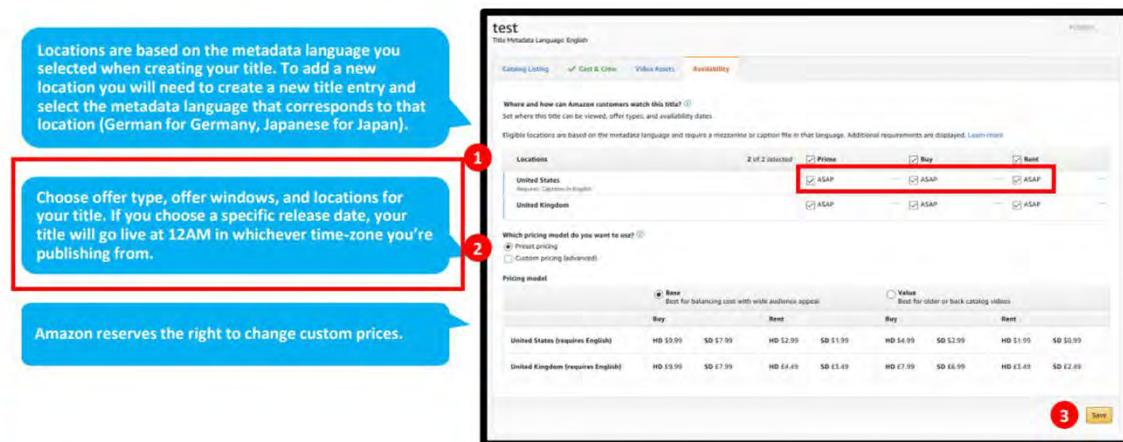 Locations are based on the metadata language you
selected when creating your title. To add a new
location you will need to create a new title entry and
select the metadata language that corresponds to that
location (German for Germany, Japanese for Japan).
1
Choose offer type, offer windows, and locations for
your title. If you choose a specific release date, your
title will go live at 12AM in whichever time-zone you're
publishing from.
2
Amazon reserves the right to change custom prices.
test
Title Metadata Language: English
Catalog Listing Cast & Crew Video Assets Availability
Where and how can Amazon customers watch this title?
Set where this title can be viewed, offer types, and availability dates
Eligible locations are based on the metadata language and require a mezzanine or caption file in that language. Additional requirements are displayed. Learn more
Locations 2 of 2 selected Prime Buy Rent
United States ASAP ASAP ASAP
Requires: Captions in English
United Kingdom ASAP ASAP ASAP
Which pricing model do you want to use?
Preset pricing
Custom pricing (advanced)
Pricing model
Base Value
Best for balancing cost with wide audience appeal Best for older or back catalog videos
Buy Rent Buy Rent
United States (requires English) HD $9.99 SD $7.99 HD $2.99 SD $1.99 HD $4.99 SD $2.99 HD $1.99 SD $0.99
United Kingdom (requires English) HD £9.99 SD £7.99 HD £4.49 SD £3.49 HD £7.99 SD £6.99 HD £3.49 SD £2.49
3 Save